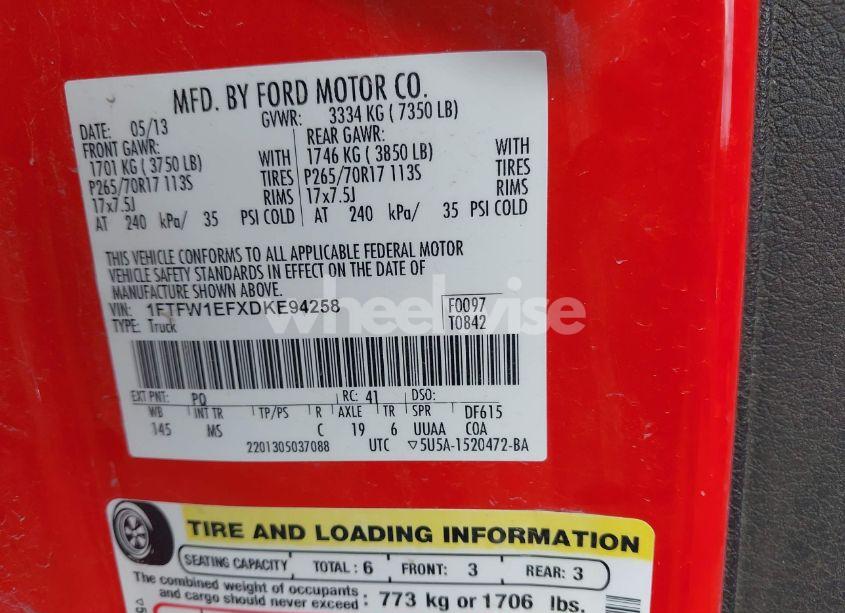 MFD. BY FORD MOTOR CO.
DATE: 05/13 GVWR: 3334 KG ( 7350 LB)
FRONT GAWR: REAR GAWR:
1701 KG ( 3750 LB) WITH 1746 KG ( 3850 LB) WITH
P265/70R17 113S TIRES P265/70R17 113S TIRES
17x7.5J RIMS 17x7.5J RIMS
AT 240 kPa/ 35 PSI COLD AT 240 kPa/ 35 PSI COLD
THIS VEHICLE CONFORMS TO ALL APPLICABLE FEDERAL MOTOR
VEHICLE SAFETY STANDARDS IN EFFECT ON THE DATE OF
MANUFACTURE SHOWN ABOVE.
VIN: 1FTFW1EFXDKE94258 F0097
TYPE: Truck T0842
wheelwise
EXT PNT: PQ RC: 41 DSO:
WB INT TR TP/PS R AXLE TR SPR DF615
145 MS C 19 6 UUAA COA
2201305037088 UTC ▽5U5A-1520472-BA
TIRE AND LOADING INFORMATION
SEATING CAPACITY TOTAL : 6 FRONT: 3 REAR: 3
The combined weight of occupants
and cargo should never exceed : 773 kg or 1706 lbs.